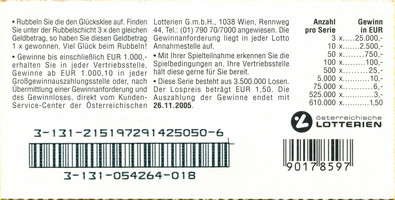 • Rubbeln Sie die den Glücksklee auf. Finden
Sie unter der Rubbelschicht 3 x den gleichen
Geldbetrag, so haben Sie diesen Geldbetrag
1 x gewonnen. Viel Glück beim Rubbeln!
• Gewinne bis einschließlich EUR 1.000,-
erhalten Sie in jeder Vertriebsstelle,
Gewinne ab EUR 1.000,10 in jeder
Großgewinnauszahlungsstelle oder, nach
Übermittlung einer Gewinnanforderung und
des Gewinnloses, direkt vom Kunden-
Service-Center der Österreichischen
Lotterien G.m.b.H., 1038 Wien, Rennweg
44, Tel.: (01) 790 70/7000 angewiesen. Die
Gewinnanforderung liegt in jeder Lotto
Annahmestelle auf.
• Mit Ihrer Spielteilnahme erkennen Sie die
Spielbedingungen an. Ihre Vertriebsstelle
hält diese gerne für Sie bereit.
• Diese Serie besteht aus 3.500.000 Losen.
Der Lospreis beträgt EUR 1,50. Die
Auszahlung der Gewinne endet mit
26.11.2005.
Anzahl Gewinn
pro Serie in EUR
3 x ..... 25.000,-
10 x ....... 2.500,-
50 x .......... 750,-
100 x .......... 100,-
500 x ............ 50,-
5.000 x ............ 10,-
75.000 x .............. 6,-
525.000 x .............. 3,-
610.000 x ........... 1,50
österreichische
LOTTERIEN
3-131-215197291425050-6
3-131-054264-018
90178597